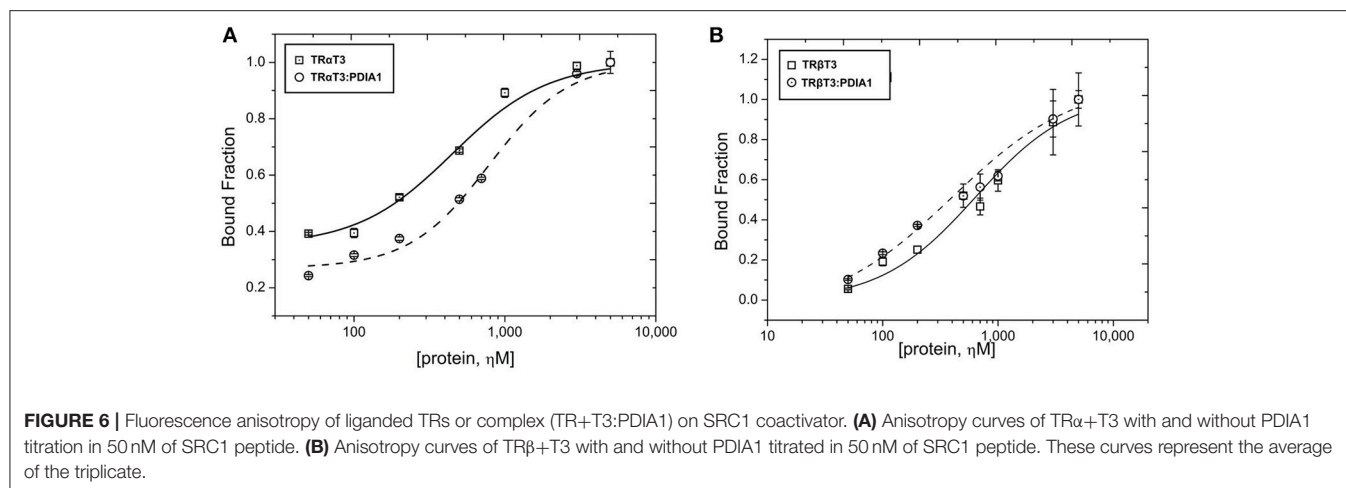 A
TRαT3
TRαT3:PDIA1
1.0
0.8
0.6
0.4
0.2
Bound Fraction
100
1,000
10,000
[protein, ηM]
B
TRβT3
TRβT3:PDIA1
1.2
1.0
0.8
0.6
0.4
0.2
0.0
Bound Fraction
10
100
1,000
10,000
[protein, ηM]
FIGURE 6 | Fluorescence anisotropy of liganded TRs or complex (TR+T3:PDIA1) on SRC1 coactivator. (A) Anisotropy curves of TRα+T3 with and without PDIA1
titration in 50 nM of SRC1 peptide. (B) Anisotropy curves of TRβ+T3 with and without PDIA1 titrated in 50 nM of SRC1 peptide. These curves represent the average
of the triplicate.